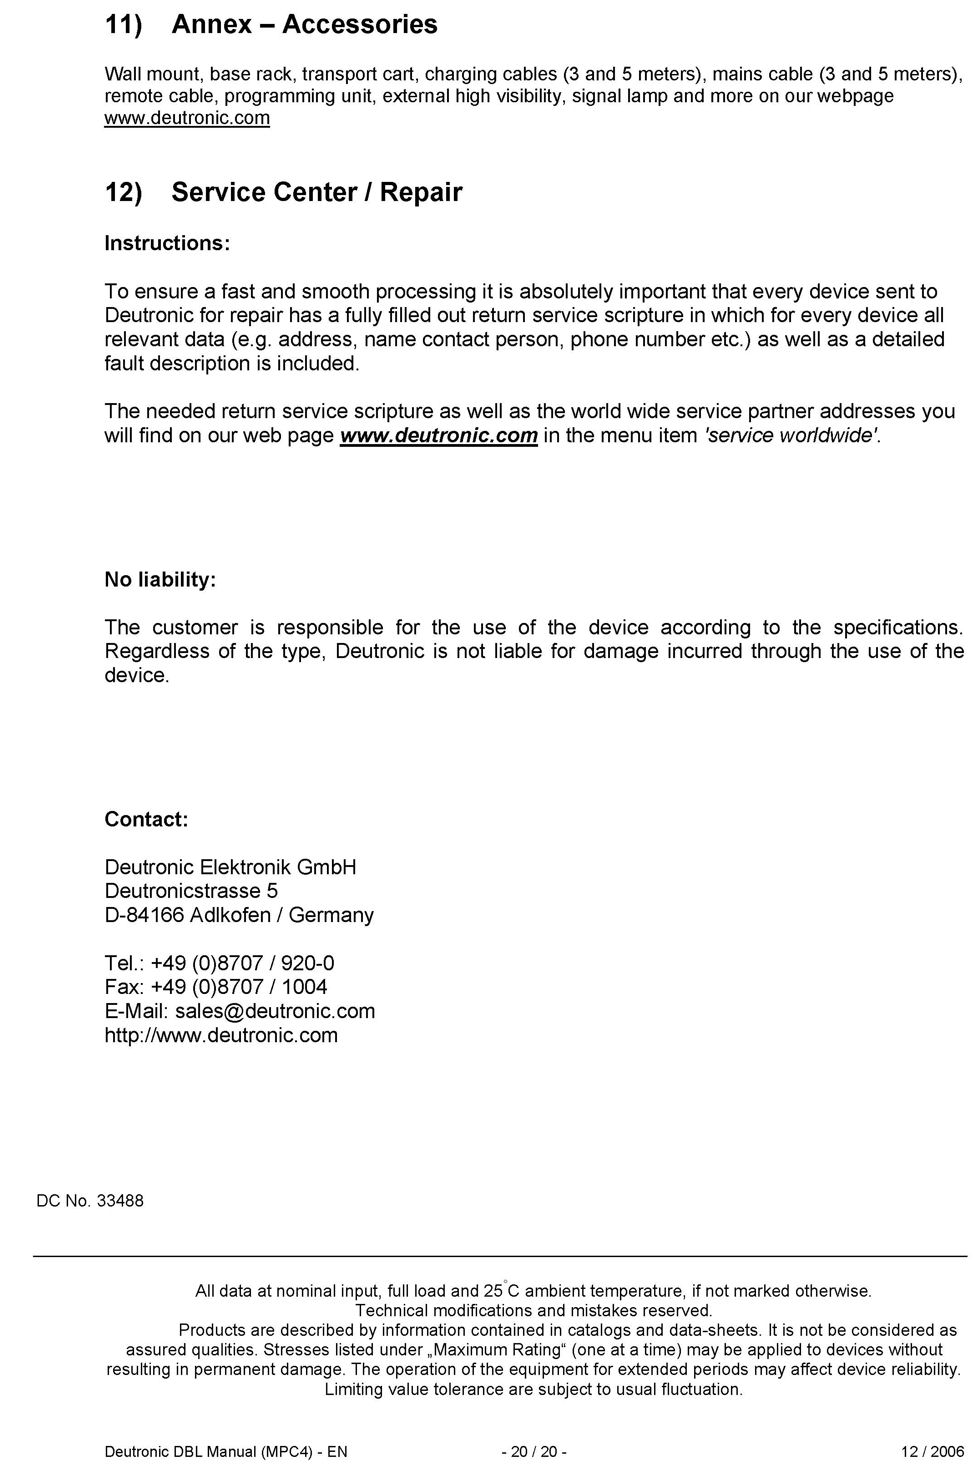 11) Annex – Accessories
Wall mount, base rack, transport cart, charging cables (3 and 5 meters), mains cable (3 and 5 meters),
remote cable, programming unit, external high visibility, signal lamp and more on our webpage
www.deutronic.com
12) Service Center / Repair
Instructions:
To ensure a fast and smooth processing it is absolutely important that every device sent to
Deutronic for repair has a fully filled out return service scripture in which for every device all
relevant data (e.g. address, name contact person, phone number etc.) as well as a detailed
fault description is included.
The needed return service scripture as well as the world wide service partner addresses you
will find on our web page www.deutronic.com in the menu item 'service worldwide'.
No liability:
The customer is responsible for the use of the device according to the specifications.
Regardless of the type, Deutronic is not liable for damage incurred through the use of the
device.
Contact:
Deutronic Elektronik GmbH
Deutronicstrasse 5
D-84166 Adlkofen / Germany
Tel.: +49 (0)8707 / 920-0
Fax: +49 (0)8707 / 1004
E-Mail: sales@deutronic.com
http://www.deutronic.com
DC No. 33488
All data at nominal input, full load and 25°C ambient temperature, if not marked otherwise.
Technical modifications and mistakes reserved.
Products are described by information contained in catalogs and data-sheets. It is not be considered as
assured qualities. Stresses listed under „Maximum Rating“ (one at a time) may be applied to devices without
resulting in permanent damage. The operation of the equipment for extended periods may affect device reliability.
Limiting value tolerance are subject to usual fluctuation.
Deutronic DBL Manual (MPC4) - EN - 20 / 20 - 12 / 2006